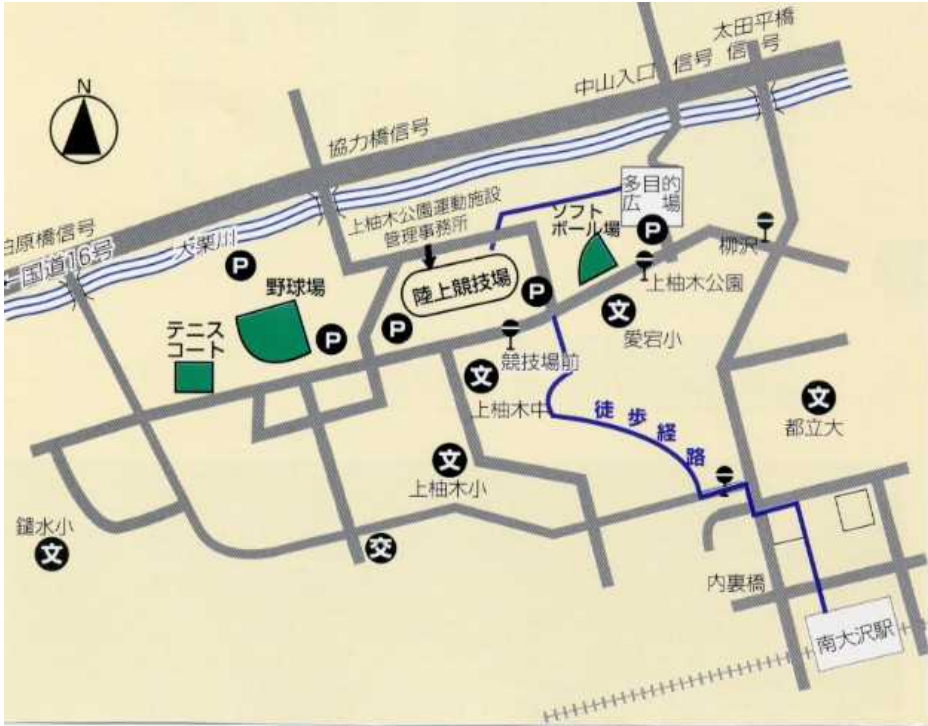 N
太田平橋
信号
中山入口 信号
協力橋信号
原橋信号
国道16号
大栗川
上柚木公園運動施設
管理事務所
多目的
広場
ソフト
ボール場
P
P
P
P
P
野球場
陸上競技場
テニス
コート
柳沢
上柚木公園
文
愛宕小
競技場前
文
上柚木中
徒歩経路
文
都立大
文
上柚木小
鑓水小
文
交
内裏橋
南大沢駅